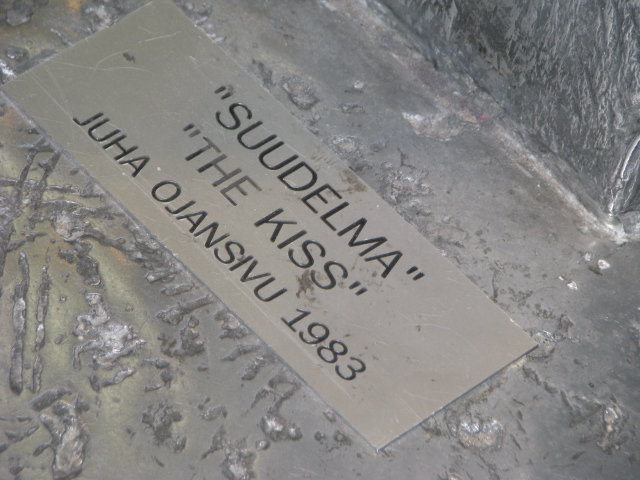 "SUUDELMA"
"THE KISS"
JUHA OJANSIVU 1983